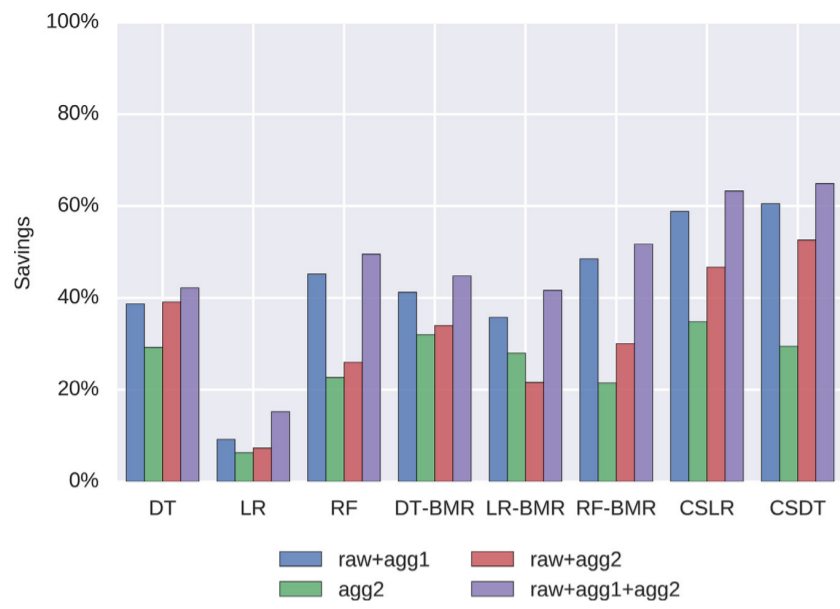 100%
80%
60%
40%
20%
0%
Savings
DT LR RF DT-BMR LR-BMR RF-BMR CSLR CSDT
raw+agg1 raw+agg2
agg2 raw+agg1+agg2